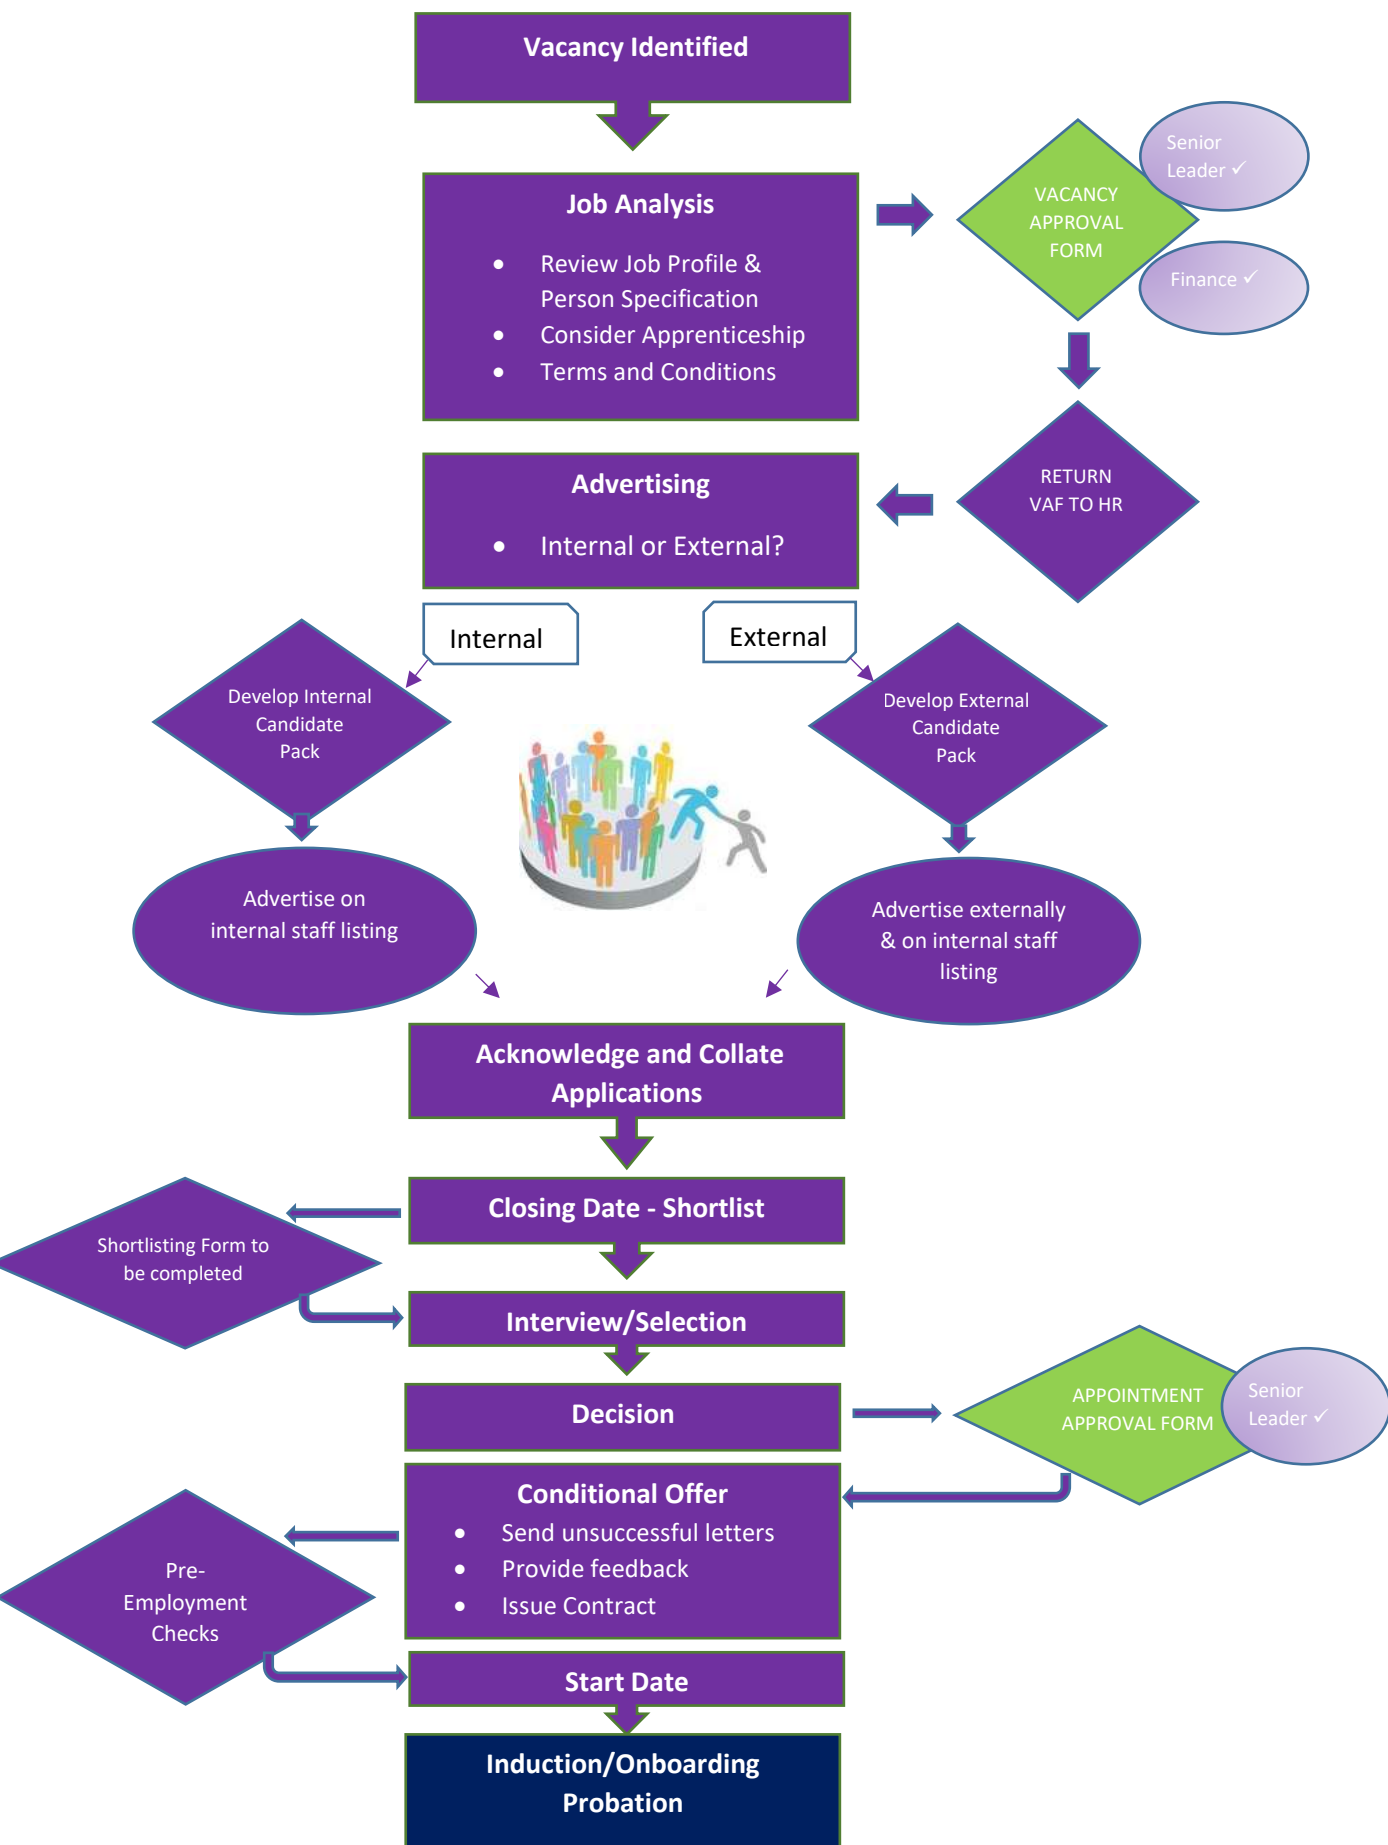 Vacancy Identified
Job Analysis
• Review Job Profile &
Person Specification
• Consider Apprenticeship
• Terms and Conditions
VACANCY
APPROVAL
FORM
Senior
Leader ✓
Finance ✓
RETURN
VAF TO HR
Advertising
• Internal or External?
Internal
External
Develop Internal
Candidate
Pack
Develop External
Candidate
Pack
Advertise on
internal staff listing
Advertise externally
& on internal staff
listing
Acknowledge and Collate
Applications
Closing Date - Shortlist
Shortlisting Form to
be completed
Interview/Selection
Decision
APPOINTMENT
APPROVAL FORM
Senior
Leader ✓
Conditional Offer
• Send unsuccessful letters
• Provide feedback
• Issue Contract
Pre-
Employment
Checks
Start Date
Induction/Onboarding
Probation